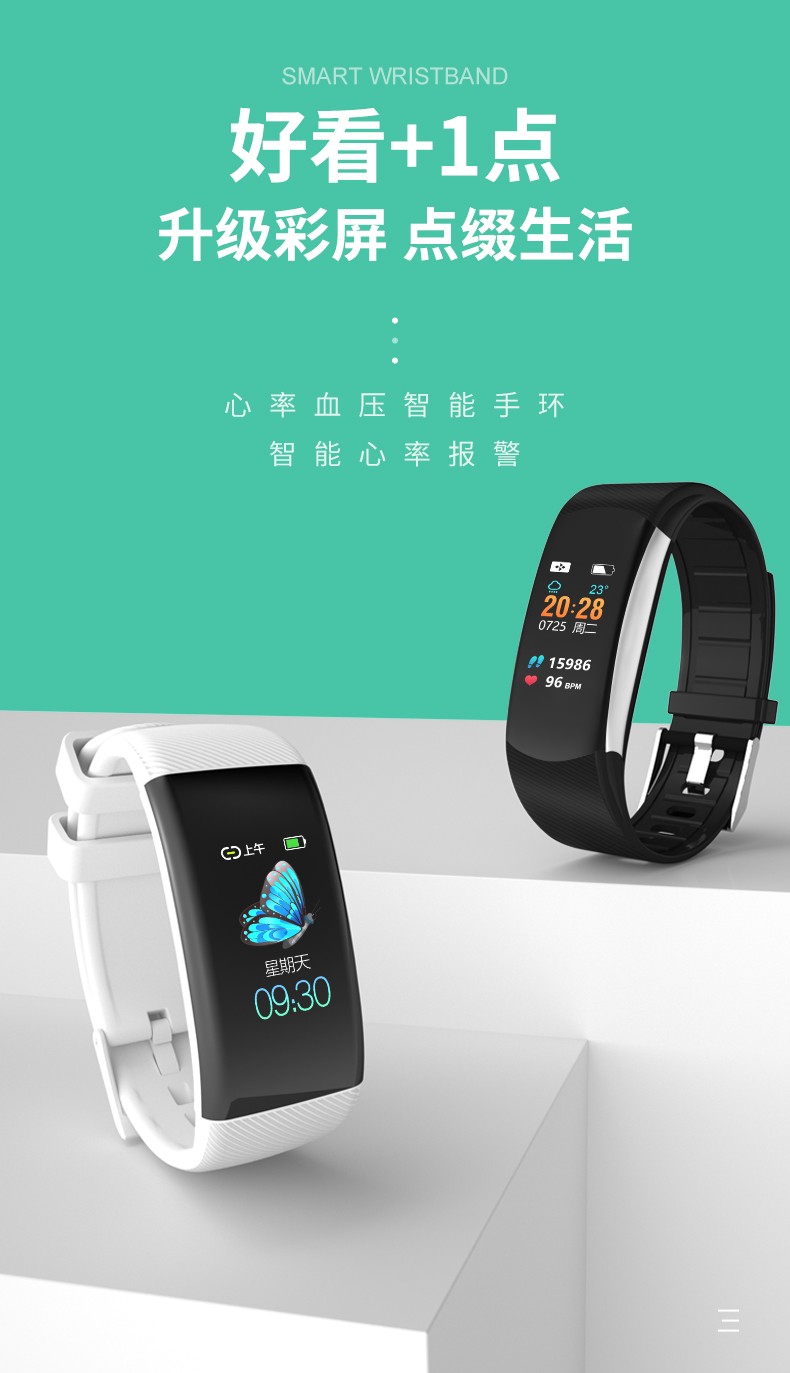 SMART WRISTBAND
好看+1点
升级彩屏 点缀生活
心率血压智能手环
智能心率报警
23°
20:28
0725 周二
15986
96 BPM
上午
星期天
09:30